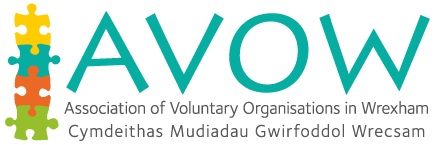 AVOW
Association of Voluntary Organisations in Wrexham
Cymdeithas Mudiadau Gwirfoddol Wrecsam